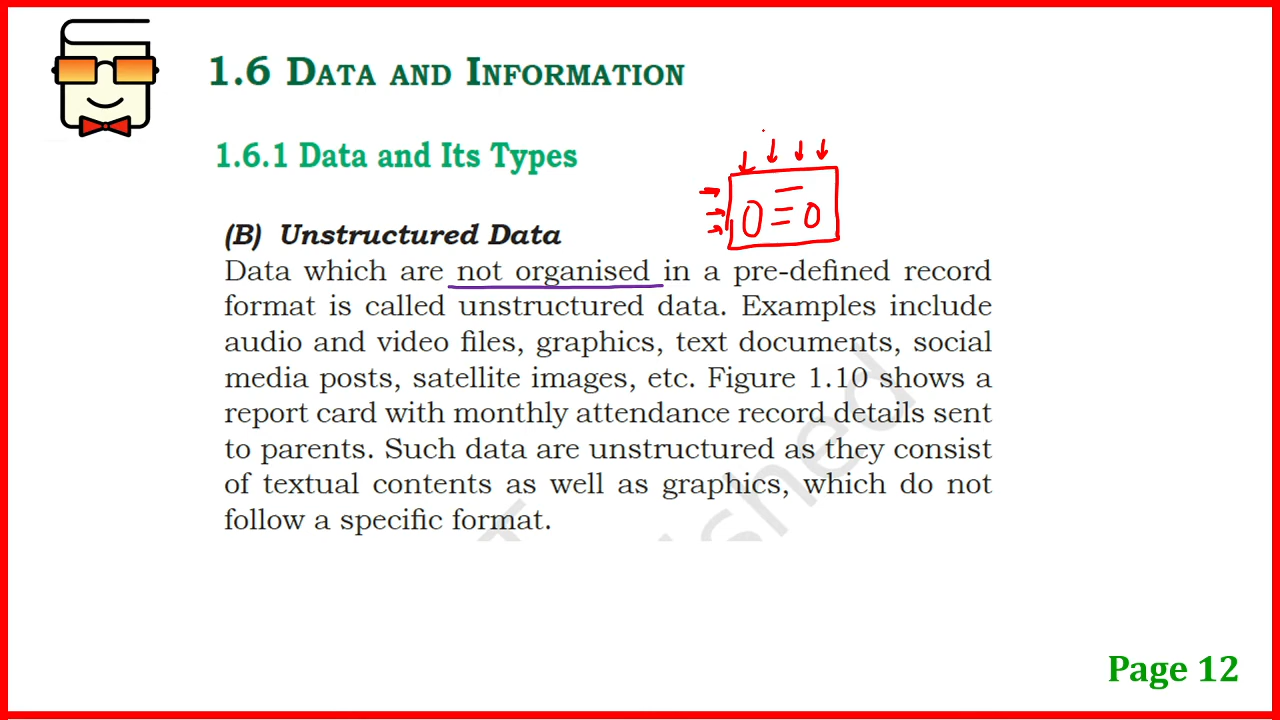 1.6 DATA AND INFORMATION
1.6.1 Data and Its Types
(B) Unstructured Data
Data which are not organised in a pre-defined record
format is called unstructured data. Examples include
audio and video files, graphics, text documents, social
media posts, satellite images, etc. Figure 1.10 shows a
report card with monthly attendance record details sent
to parents. Such data are unstructured as they consist
of textual contents as well as graphics, which do not
follow a specific format.
Page 12